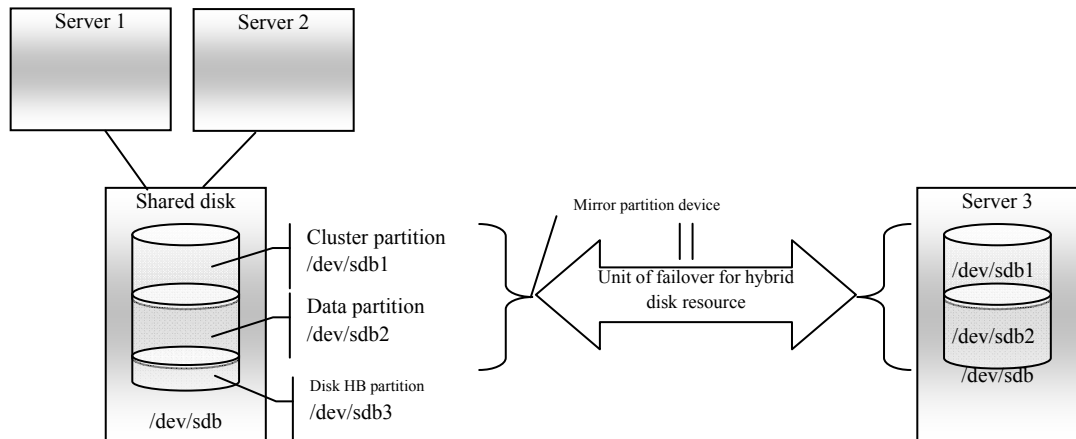 Server 1
Server 2
Shared disk
Cluster partition
/dev/sdb1
Data partition
/dev/sdb2
Disk HB partition
/dev/sdb3
/dev/sdb
Mirror partition device
Unit of failover for hybrid
disk resource
Server 3
/dev/sdb1
/dev/sdb2
/dev/sdb